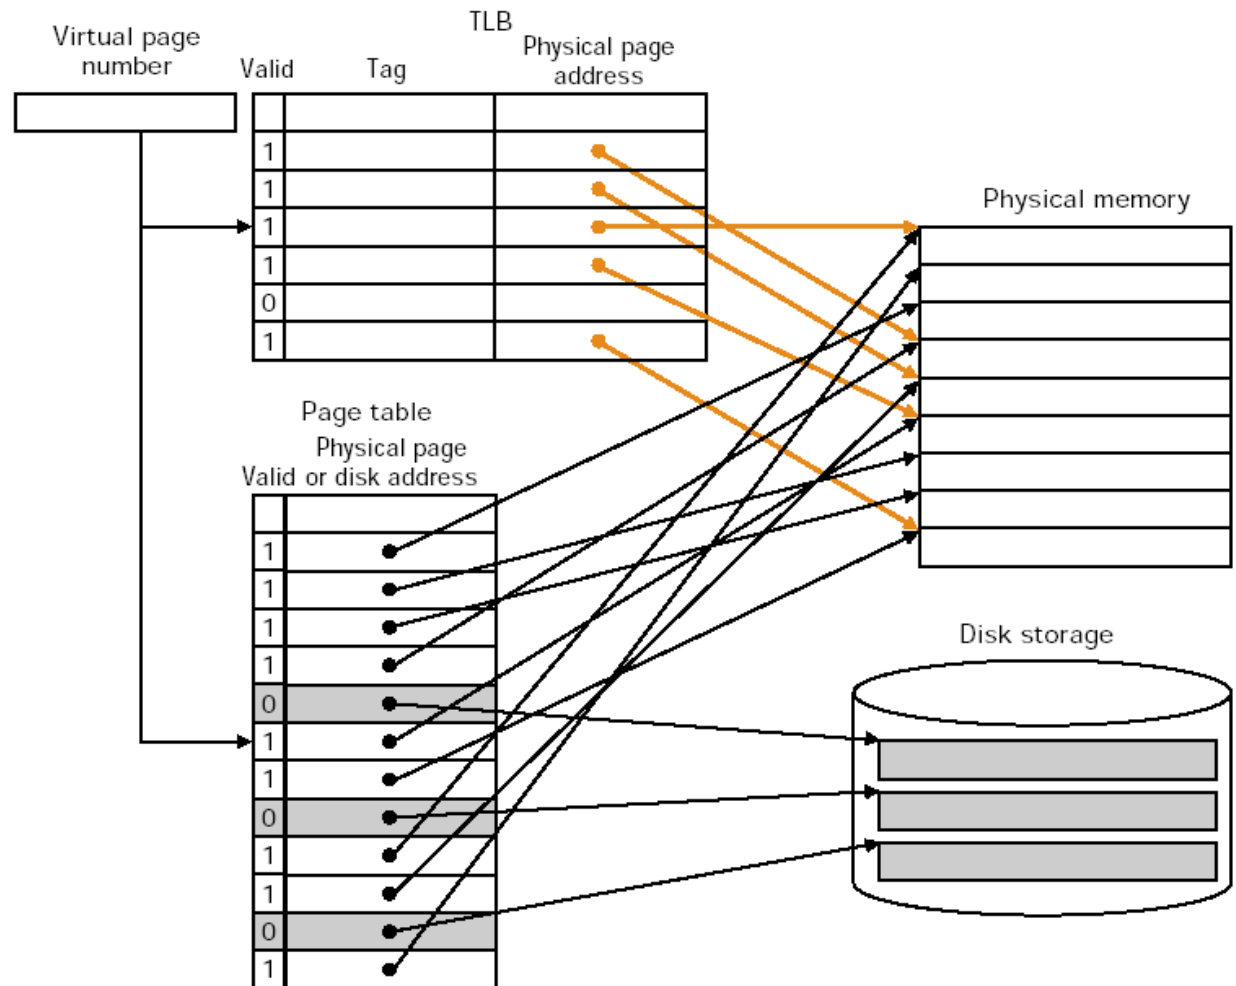 TLB
Virtual page
number
Valid
Tag
Physical page
address
1
1
1
1
0
1
Physical memory
Page table
Physical page
Valid or disk address
1
1
1
1
0
1
1
0
1
1
0
1
Disk storage